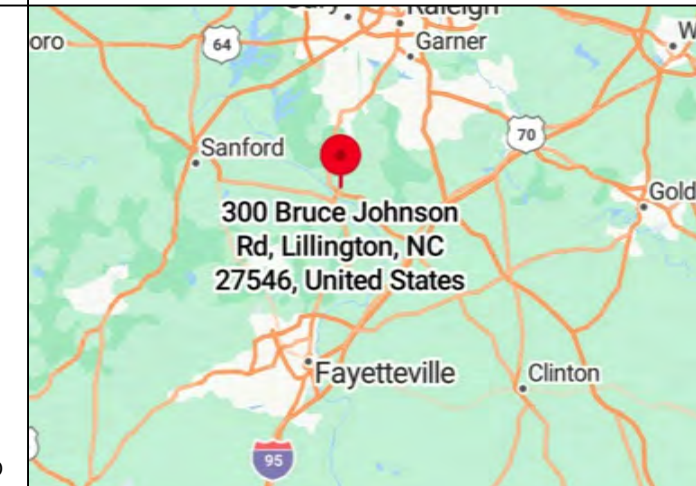 Raleigh
Garner
oro
64
70
Sanford
Gold
300 Bruce Johnson
Rd, Lillington, NC
27546, United States
Fayetteville
Clinton
95